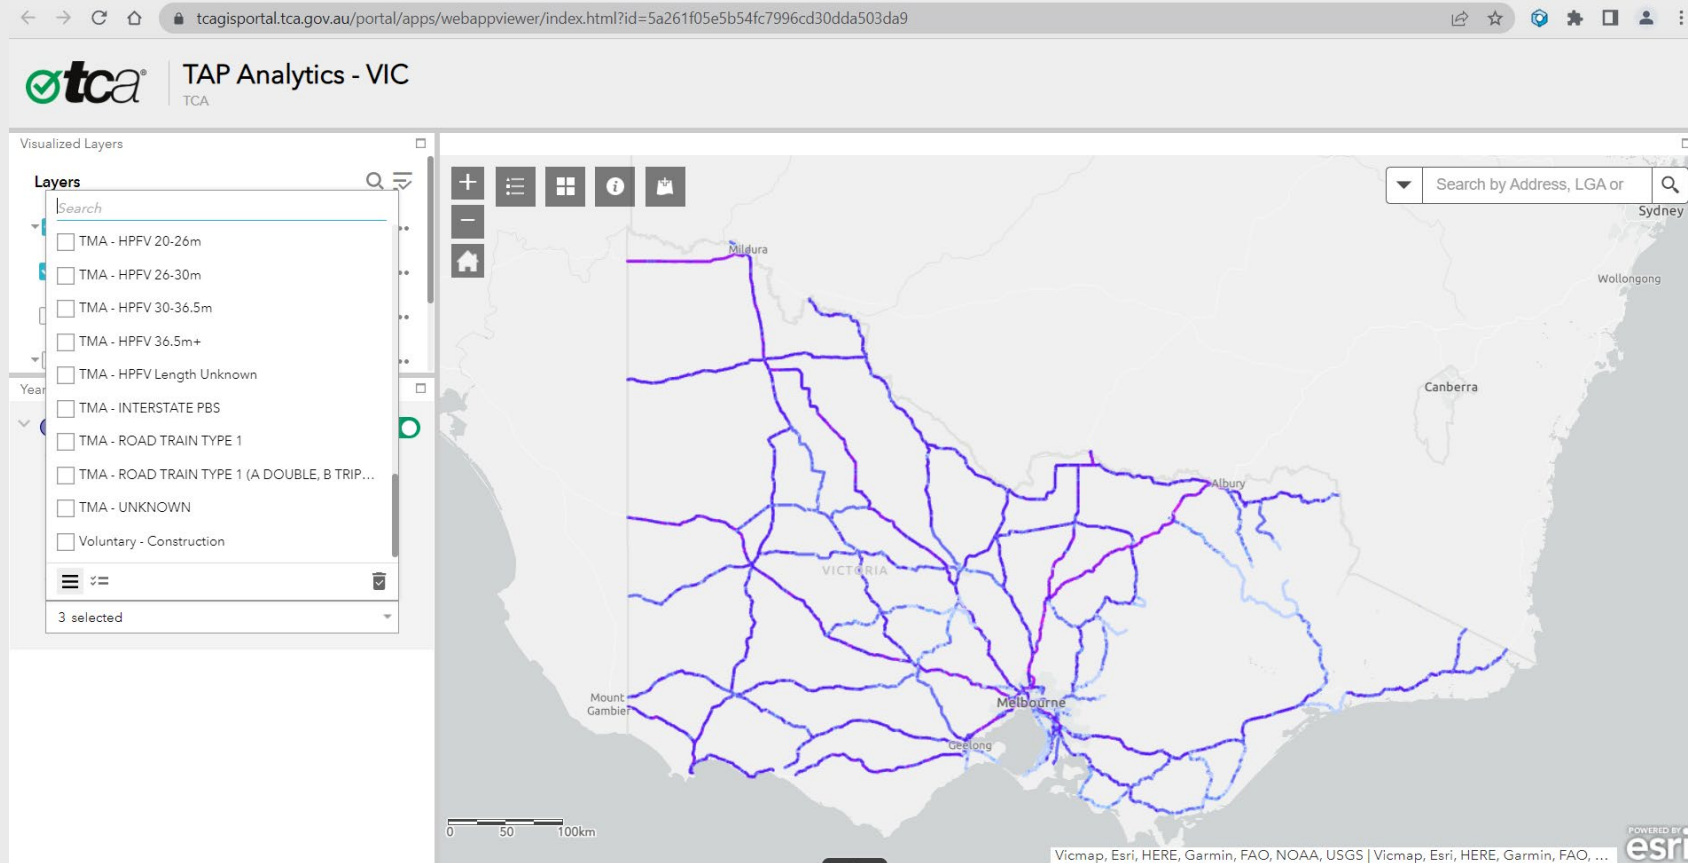 tcagisportal.tca.gov.au/portal/apps/webappviewer/index.html?id=5a261f05e5b54fc7996cd30dda503da9
tca
TAP Analytics - VIC
TCA
Visualized Layers
Layers
Search
TMA - HPFV 20-26m
TMA - HPFV 26-30m
TMA - HPFV 30-36.5m
TMA - HPFV 36.5m+
TMA - HPFV Length Unknown
Year
TMA - INTERSTATE PBS
TMA - ROAD TRAIN TYPE 1
TMA - ROAD TRAIN TYPE 1 (A DOUBLE, B TRIP...
TMA - UNKNOWN
Voluntary - Construction
3 selected
Search by Address, LGA or
Sydney
Mildura
Wollongong
Canberra
Albury
VICTORIA
Mount
Gambier
Melbourne
Geelong
0 50 100km
POWERED BY
esri
Vicmap, Esri, HERE, Garmin, FAO, NOAA, USGS | Vicmap, Esri, HERE, Garmin, FAO, ...